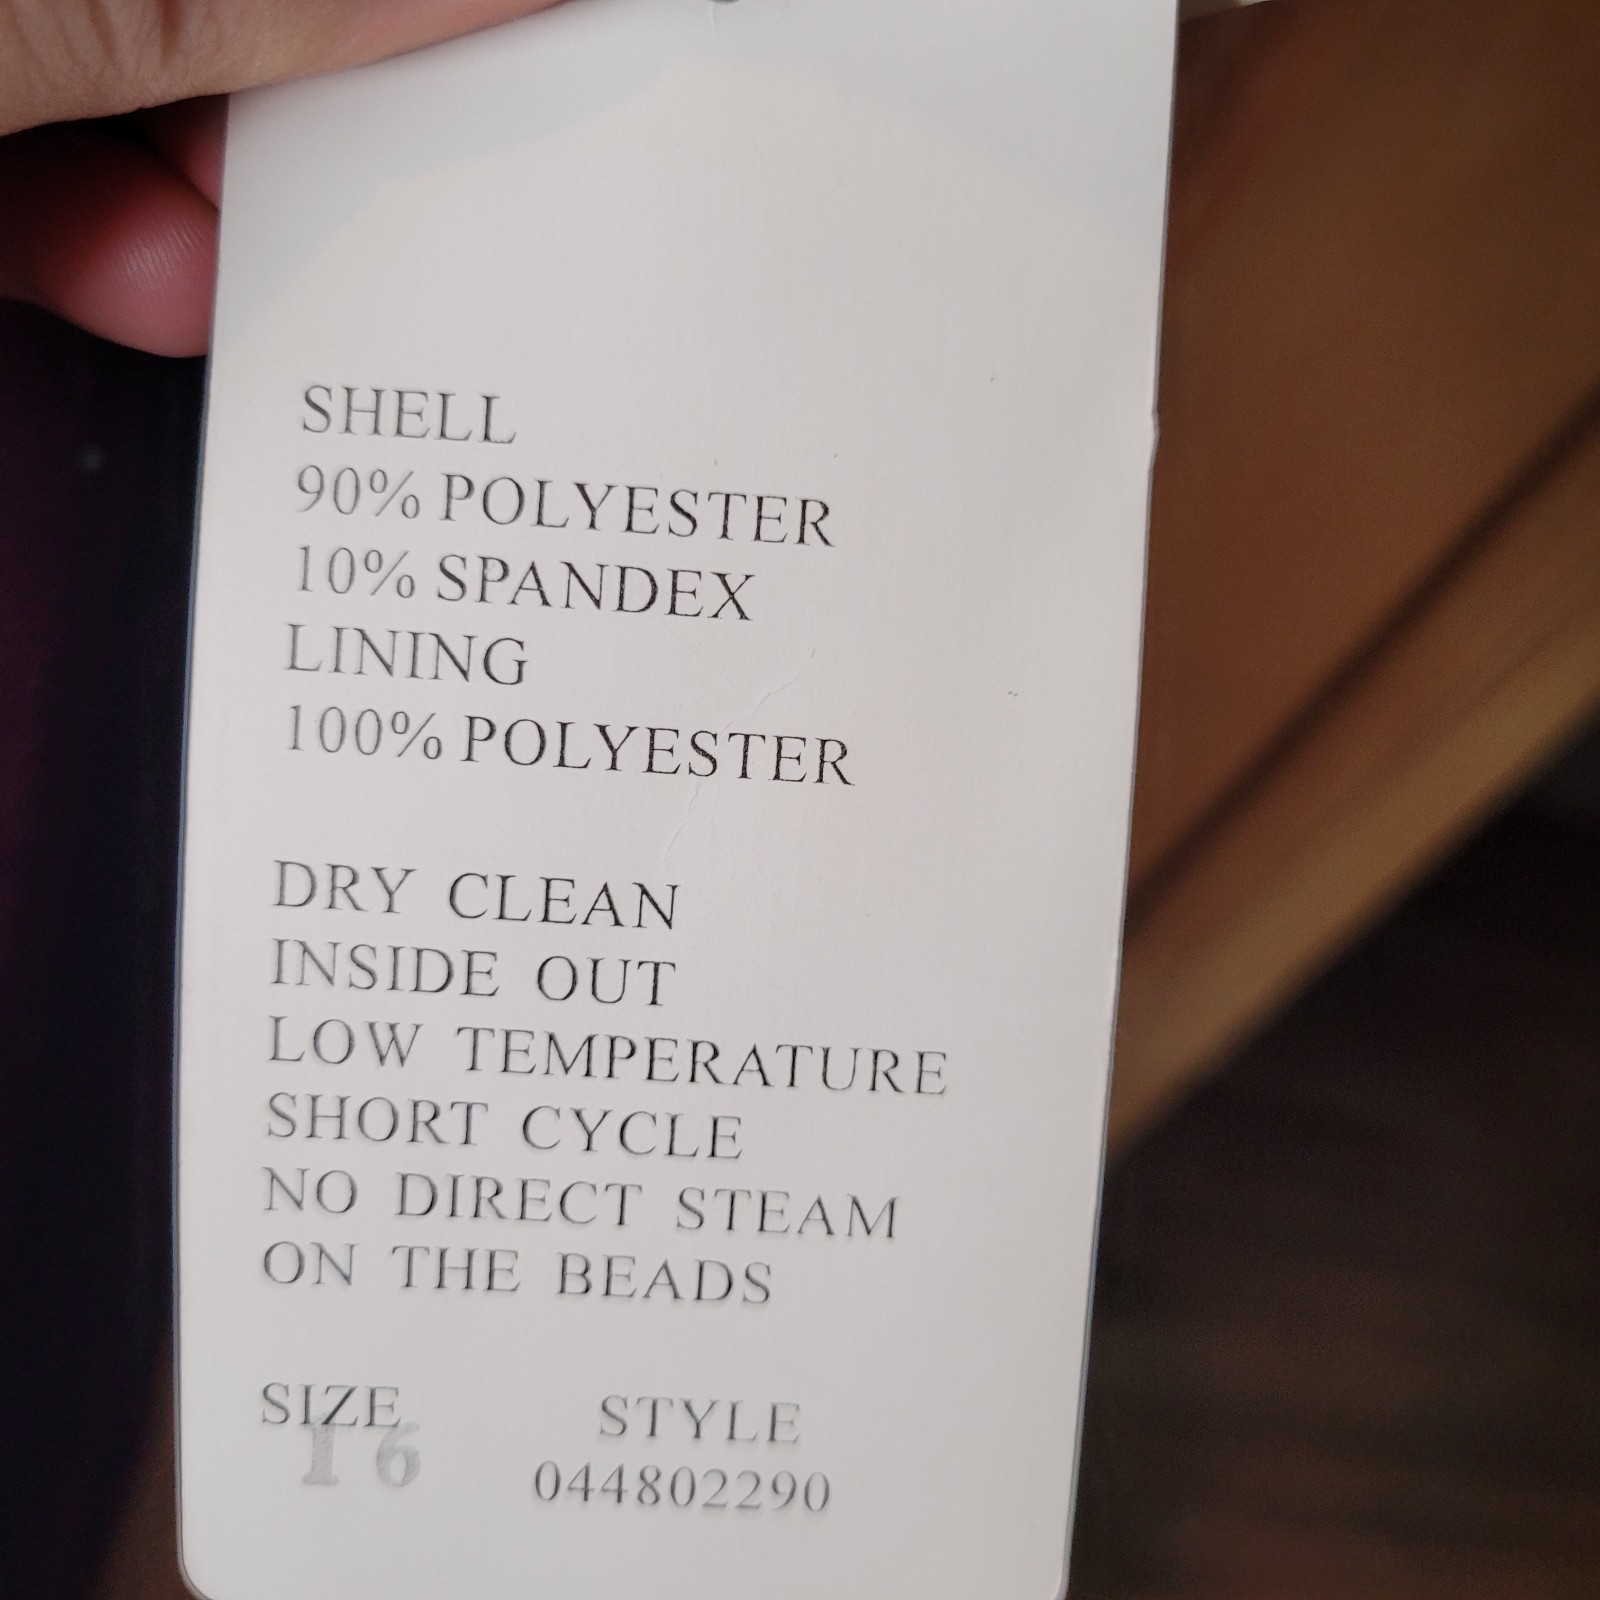 SHELL
90% POLYESTER
10% SPANDEX
LINING
100% POLYESTER
DRY CLEAN
INSIDE OUT
LOW TEMPERATURE
SHORT CYCLE
NO DIRECT STEAM
ON THE BEADS
SIZE STYLE
16 044802290